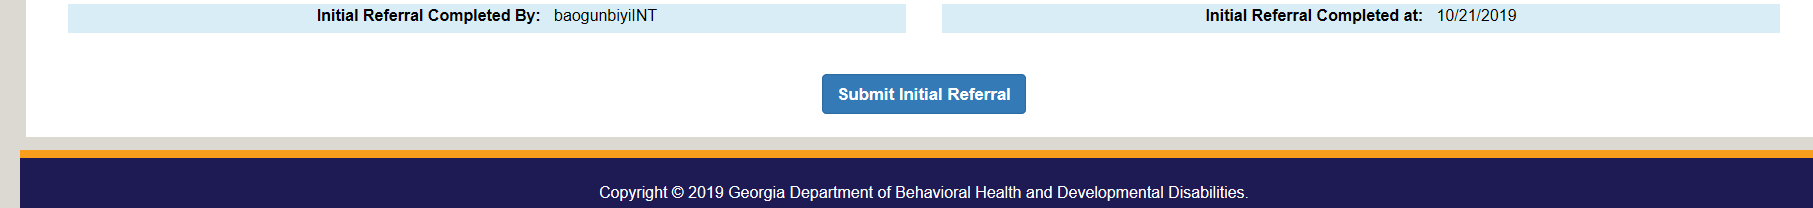 Initial Referral Completed By: baogunbiyiINT Initial Referral Completed at: 10/21/2019
Submit Initial Referral
Copyright © 2019 Georgia Department of Behavioral Health and Developmental Disabilities.